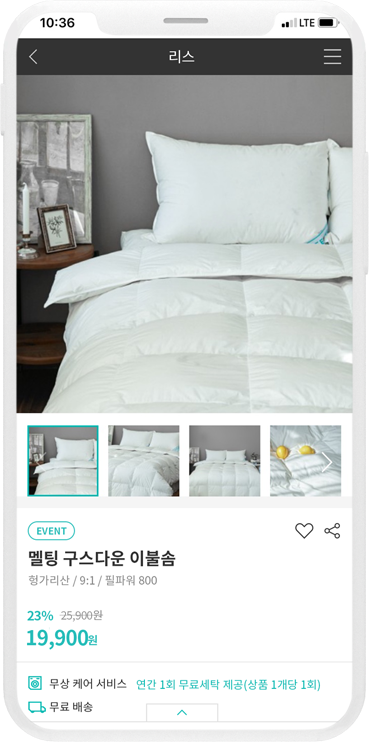 10:36
LTE
리스
EVENT
멜팅 구스다운 이불솜
헝가리산 / 9:1 / 필파워 800
23% 25,900원
19,900원
무상 케어 서비스 연간 1회 무료세탁 제공(상품 1개당 1회)
무료 배송